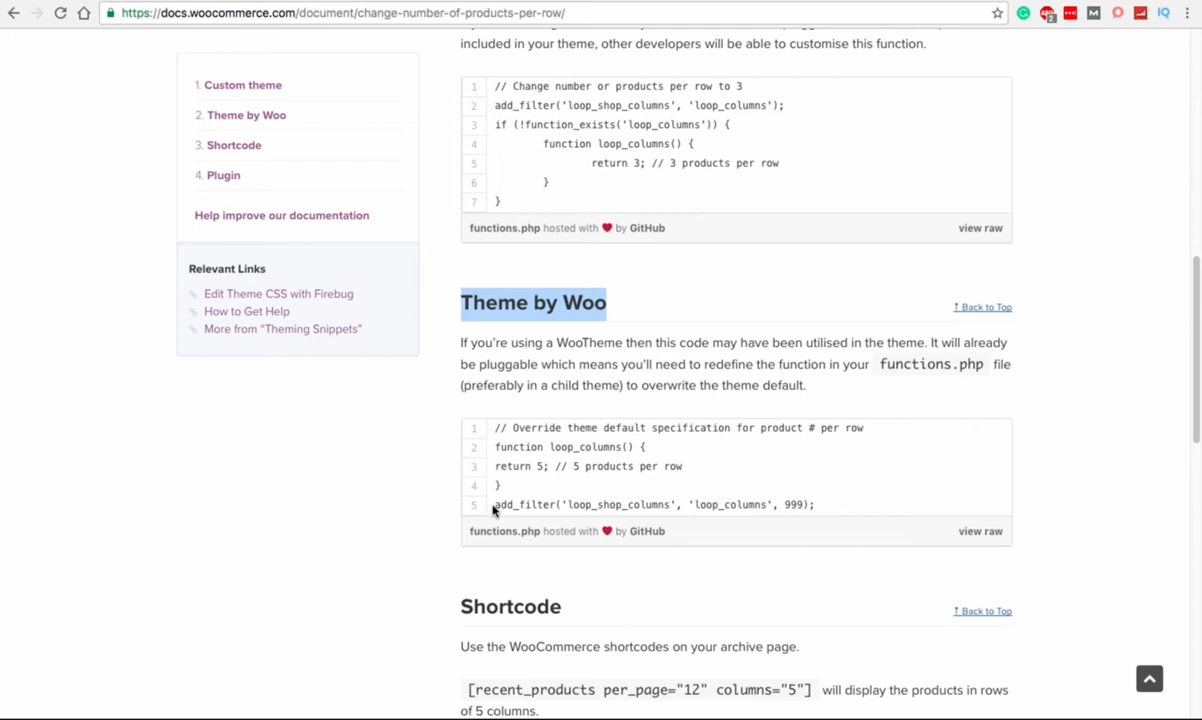 https://docs.woocommerce.com/document/change-number-of-products-per-row/
2
IQ
1. Custom theme
2. Theme by Woo
3. Shortcode
4. Plugin
Help improve our documentation
Relevant Links
Edit Theme CSS with Firebug
How to Get Help
More from “Theming Snippets”
included in your theme, other developers will be able to customise this function.
1 // Change number or products per row to 3
2 add_filter('loop_shop_columns', 'loop_columns');
3 if (!function_exists('loop_columns')) {
4 function loop_columns() {
5 return 3; // 3 products per row
6 }
7 }
functions.php hosted with ❤ by GitHub view raw
Theme by Woo ↑ Back to Top
If you’re using a WooTheme then this code may have been utilised in the theme. It will already
be pluggable which means you’ll need to redefine the function in your functions.php file
(preferably in a child theme) to overwrite the theme default.
1 // Override theme default specification for product # per row
2 function loop_columns() {
3 return 5; // 5 products per row
4 }
5 add_filter('loop_shop_columns', 'loop_columns', 999);
functions.php hosted with ❤ by GitHub view raw
Shortcode ↑ Back to Top
Use the WooCommerce shortcodes on your archive page.
[recent_products per_page="12" columns="5"] will display the products in rows
of 5 columns.